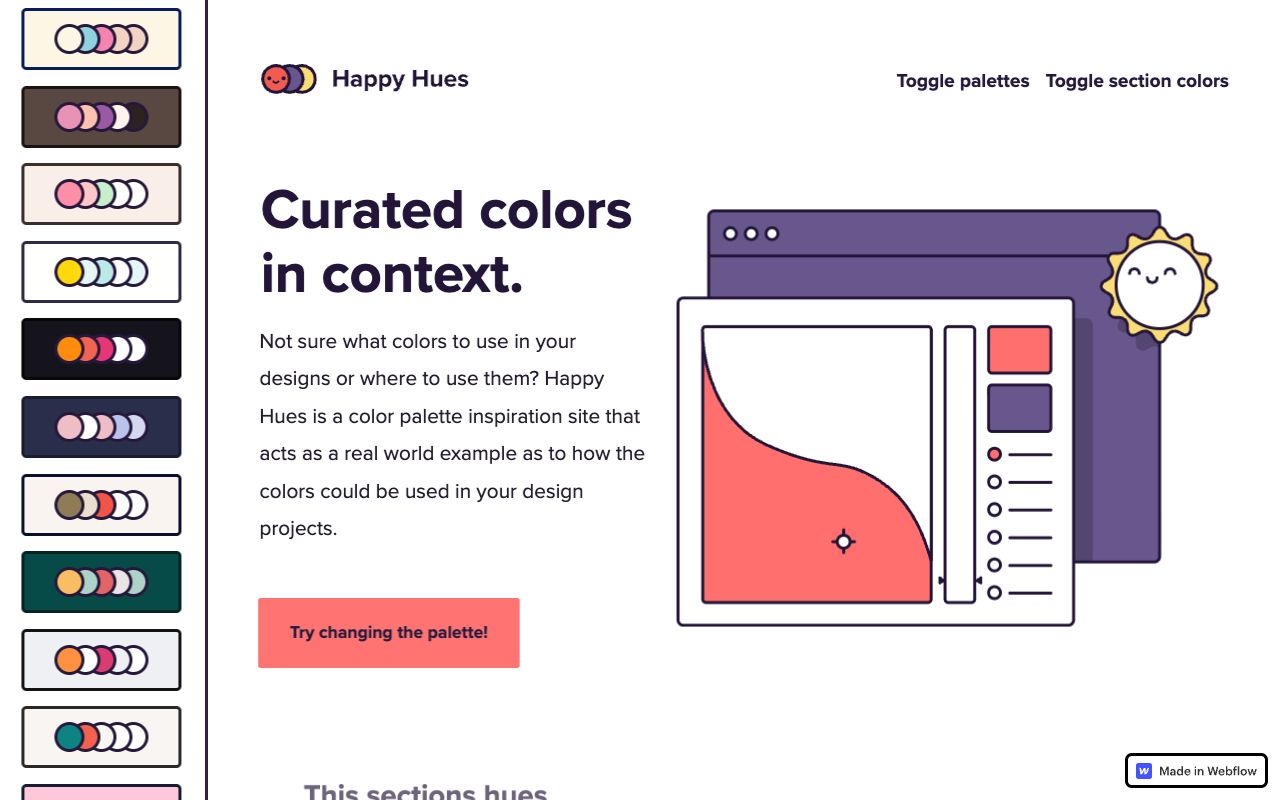 Happy Hues
Toggle palettes
Toggle section colors
Curated colors
in context.
Not sure what colors to use in your
designs or where to use them? Happy
Hues is a color palette inspiration site that
acts as a real world example as to how the
colors could be used in your design
projects.
Try changing the palette!
This sections hues
Made in Webflow